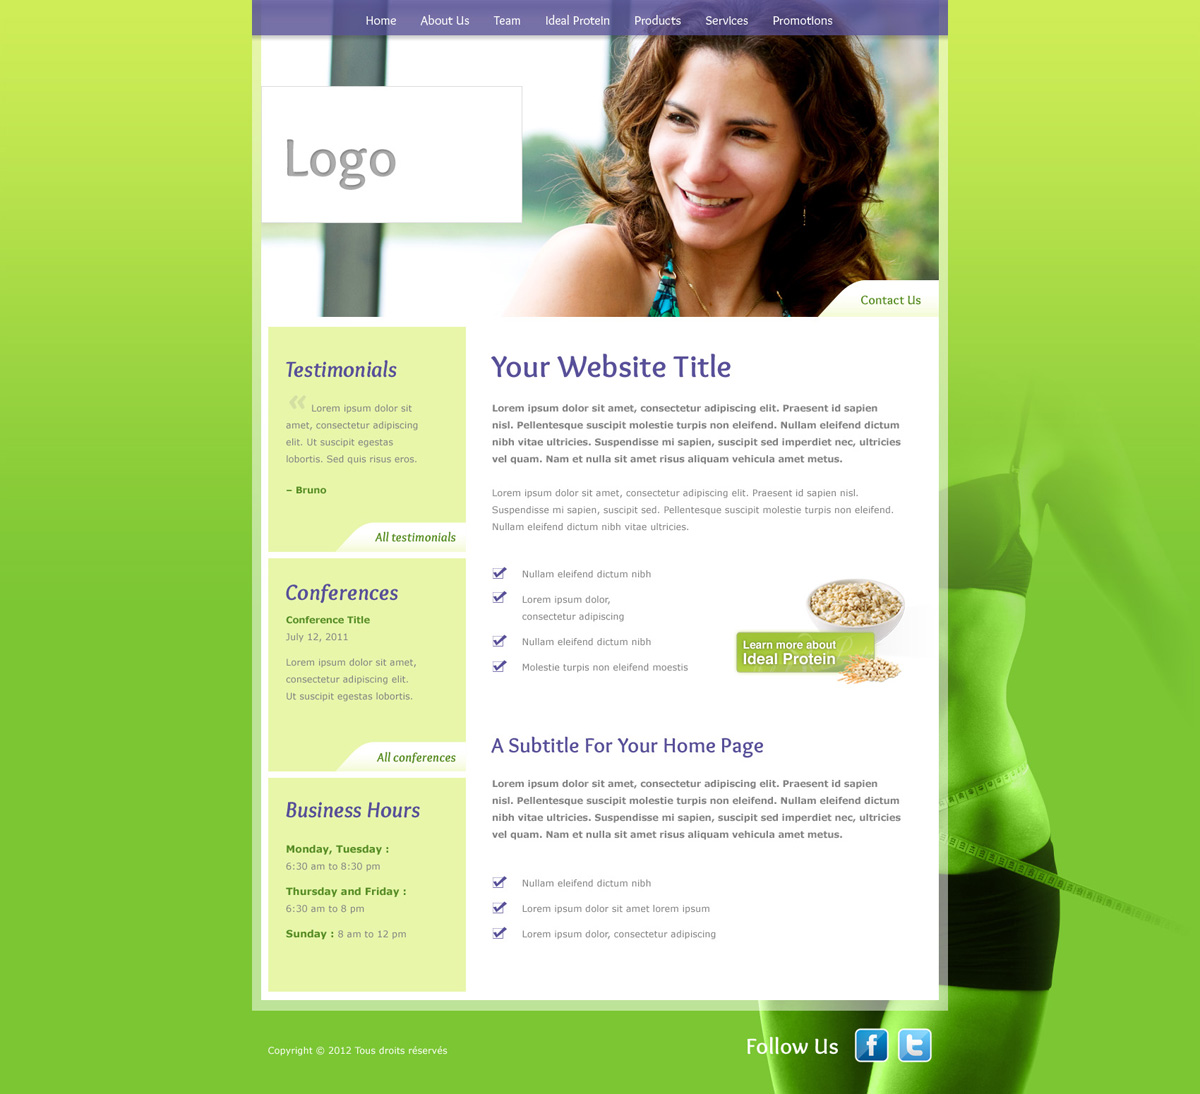 Home About Us Team Ideal Protein Products Services Promotions
Logo
Contact Us
Testimonials
« Lorem ipsum dolor sit
amet, consectetur adipiscing
elit. Ut suscipit egestas
lobortis. Sed quis risus eros.
– Bruno
All testimonials
Conferences
Conference Title
July 12, 2011
Lorem ipsum dolor sit amet,
consectetur adipiscing elit.
Ut suscipit egestas lobortis.
All conferences
Business Hours
Monday, Tuesday :
6:30 am to 8:30 pm
Thursday and Friday :
6:30 am to 8 pm
Sunday : 8 am to 12 pm
Your Website Title
Lorem ipsum dolor sit amet, consectetur adipiscing elit. Praesent id sapien
nisl. Pellentesque suscipit molestie turpis non eleifend. Nullam eleifend dictum
nibh vitae ultricies. Suspendisse mi sapien, suscipit sed imperdiet nec, ultricies
vel quam. Nam et nulla sit amet risus aliquam vehicula amet metus.
Lorem ipsum dolor sit amet, consectetur adipiscing elit. Praesent id sapien nisl.
Suspendisse mi sapien, suscipit sed. Pellentesque suscipit molestie turpis non eleifend.
Nullam eleifend dictum nibh vitae ultricies.
Nullam eleifend dictum nibh
Lorem ipsum dolor,
consectetur adipiscing
Nullam eleifend dictum nibh
Molestie turpis non eleifend moestis
Learn more about
Ideal Protein
A Subtitle For Your Home Page
Lorem ipsum dolor sit amet, consectetur adipiscing elit. Praesent id sapien
nisl. Pellentesque suscipit molestie turpis non eleifend. Nullam eleifend dictum
nibh vitae ultricies. Suspendisse mi sapien, suscipit sed imperdiet nec, ultricies
vel quam. Nam et nulla sit amet risus aliquam vehicula amet metus.
Nullam eleifend dictum nibh
Lorem ipsum dolor sit amet lorem ipsum
Lorem ipsum dolor, consectetur adipiscing
Copyright © 2012 Tous droits réservés
Follow Us f t